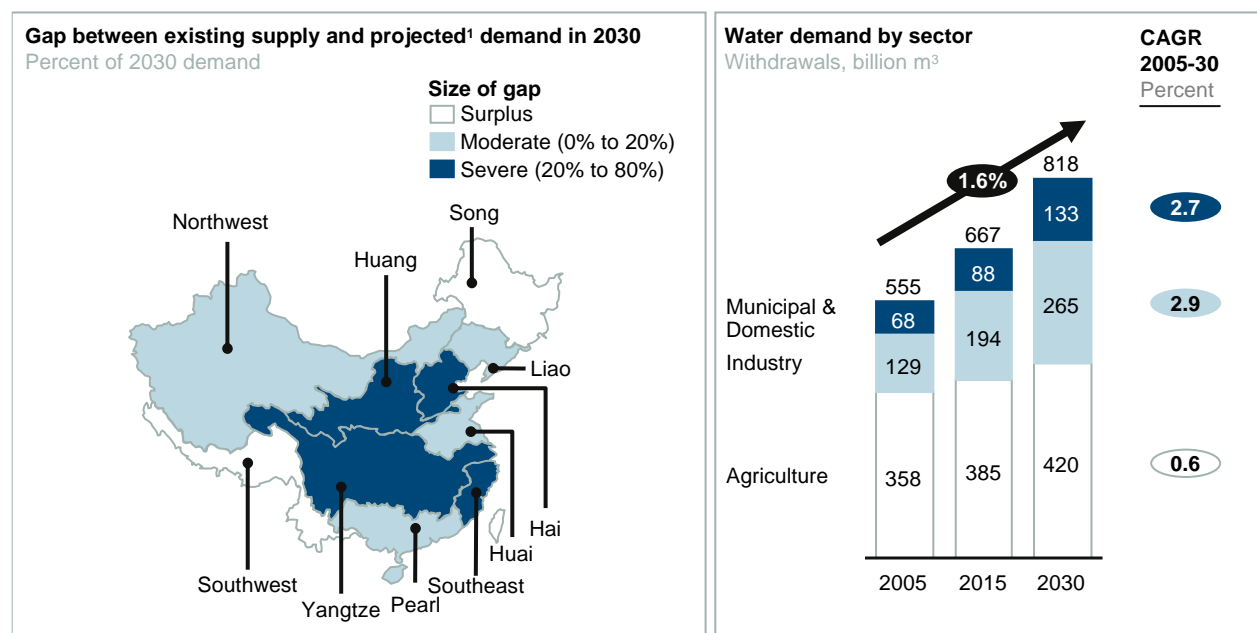 Gap between existing supply and projected¹ demand in 2030
Percent of 2030 demand
Size of gap
Surplus
Moderate (0% to 20%)
Severe (20% to 80%)
Northwest
Song
Huang
Liao
Hai
Huai
Southeast
Pearl
Yangtze
Southwest
Water demand by sector
Withdrawals, billion m³
CAGR
2005-30
Percent
1.6%
818
667
555
133
2.7
88
68
Municipal &
Domestic
265
2.9
194
129
Industry
Agriculture
358
385
420
0.6
2005
2015
2030